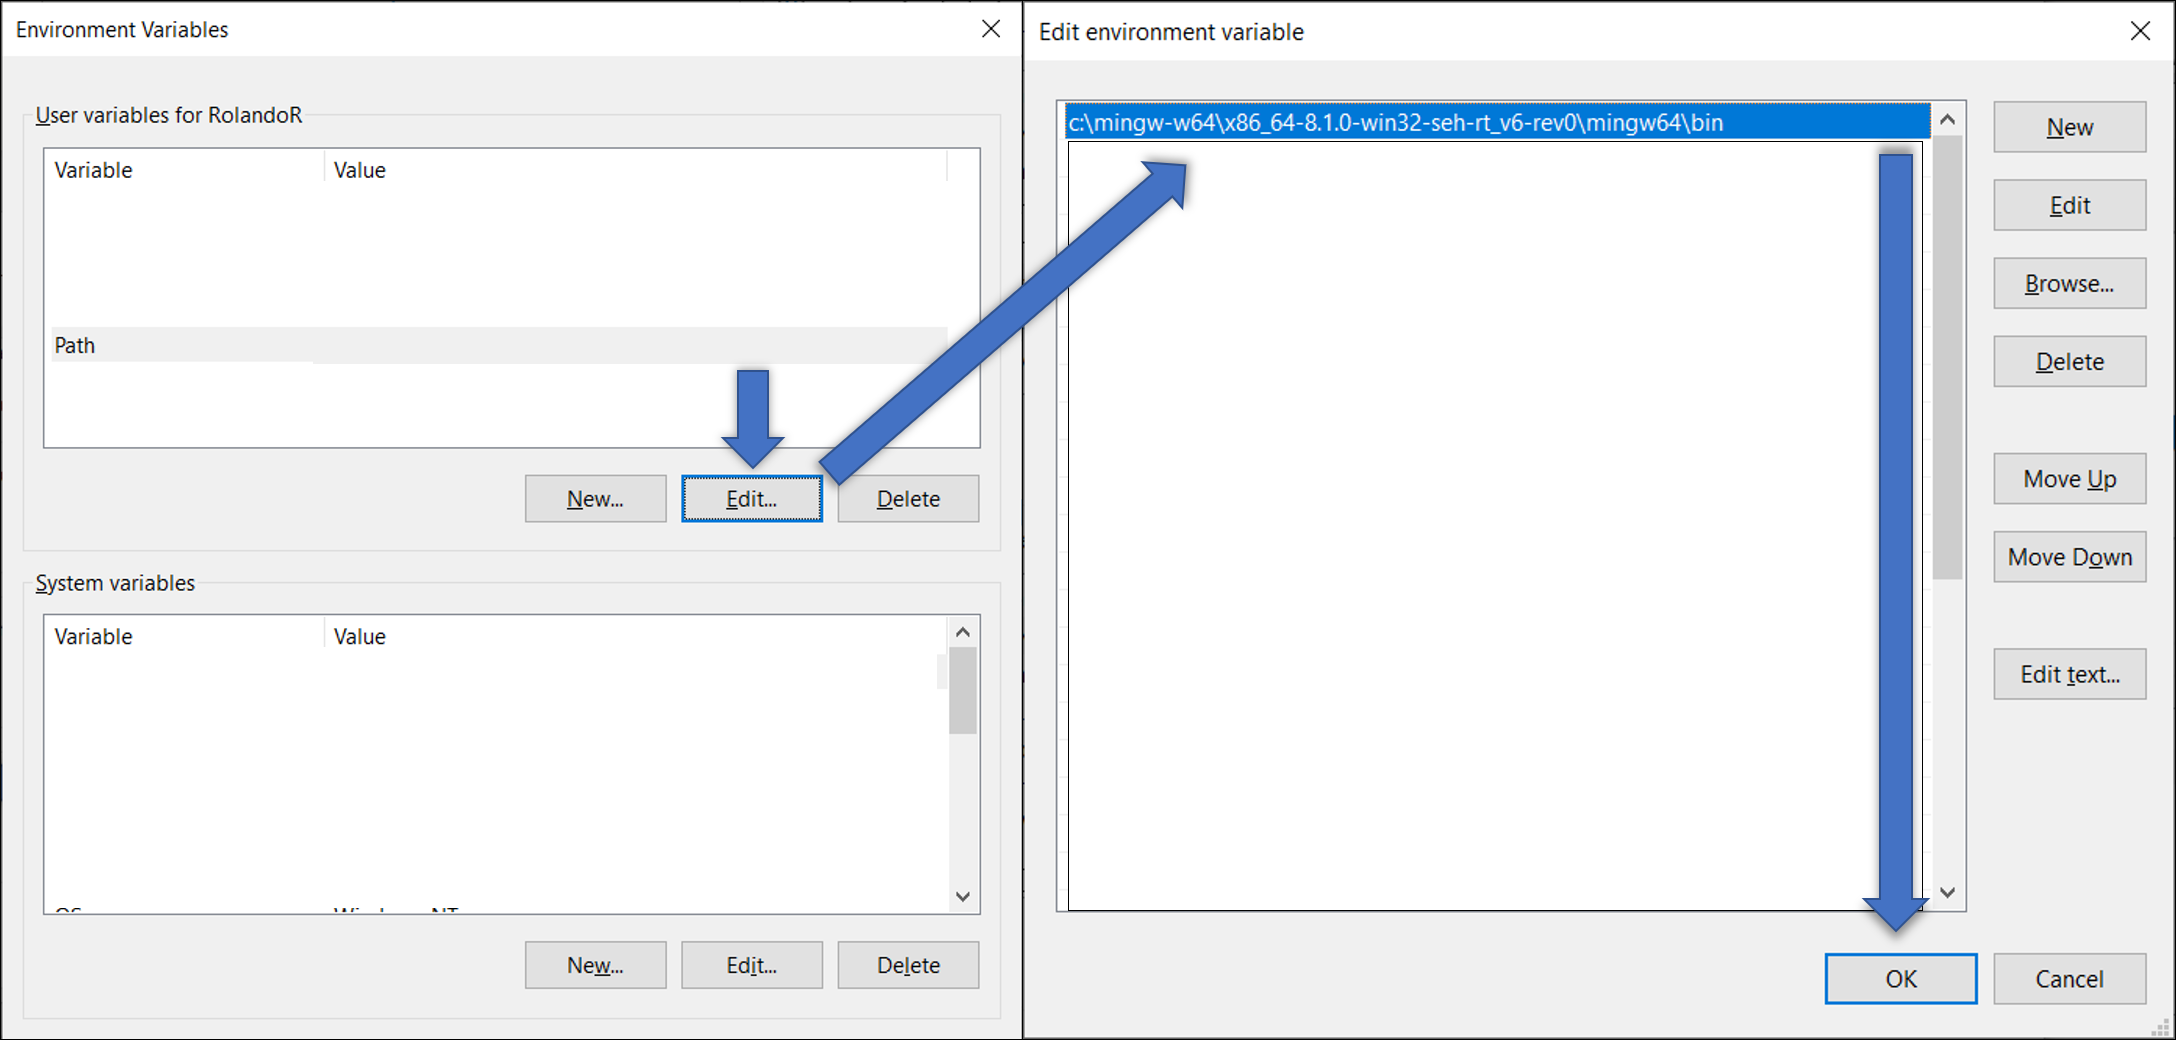 Environment Variables
User variables for RolandoR
Variable Value
Path
New... Edit... Delete
System variables
Variable Value
New... Edit... Delete
Edit environment variable
c:\mingw-w64\x86_64-8.1.0-win32-seh-rt_v6-rev0\mingw64\bin
New
Edit
Browse...
Delete
Move Up
Move Down
Edit text...
OK Cancel